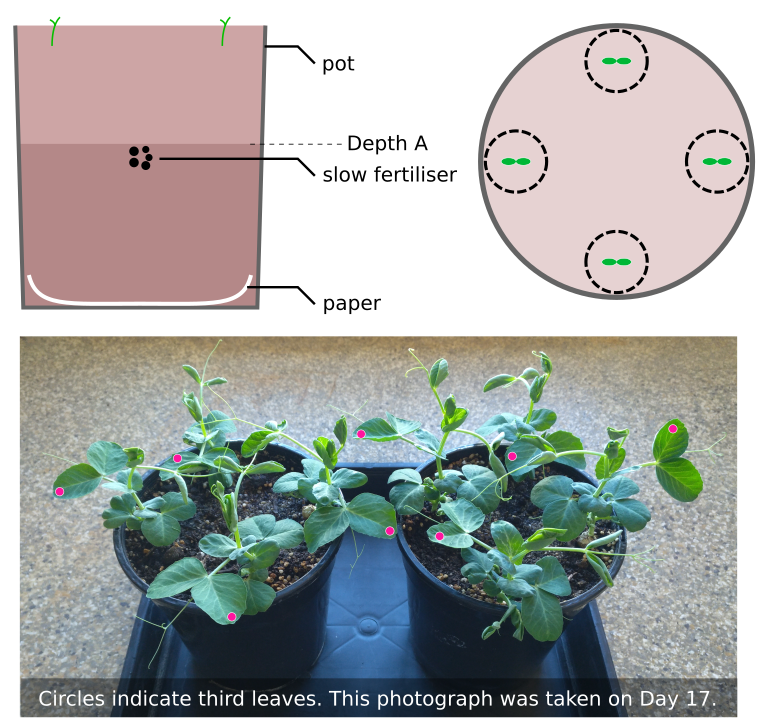 pot
Depth A
slow fertiliser
paper
Circles indicate third leaves. This photograph was taken on Day 17.